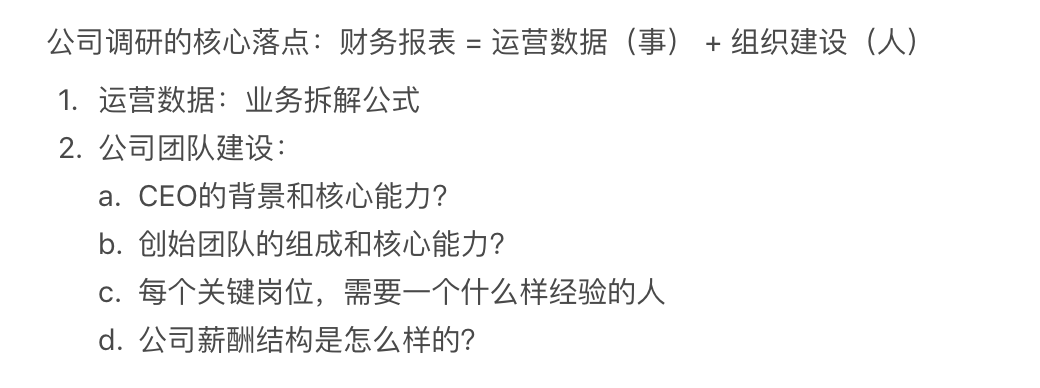 公司调研的核心落点：财务报表 = 运营数据（事） + 组织建设（人）
1. 运营数据：业务拆解公式
2. 公司团队建设：
a. CEO的背景和核心能力?
b. 创始团队的组成和核心能力?
c. 每个关键岗位，需要一个什么样经验的人
d. 公司薪酬结构是怎么样的?